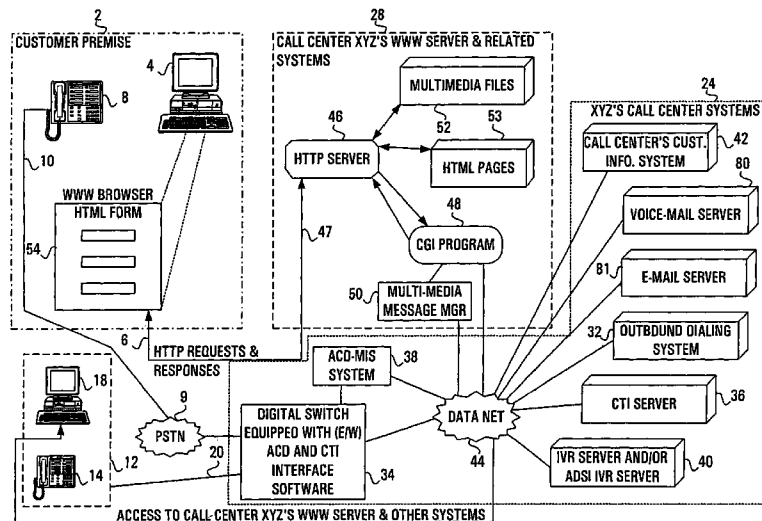 2
CUSTOMER PREMISE
4
8
10
WWW BROWSER
HTML FORM
54
6
HTTP REQUESTS &
RESPONSES
28
CALL CENTER XYZ'S WWW SERVER & RELATED
SYSTEMS
MULTIMEDIA FILES
52
53
46
HTTP SERVER
HTML PAGES
47
48
CGI PROGRAM
50
MULTI-MEDIA
MESSAGE MGR
24
XYZ'S CALL CENTER SYSTEMS
CALL CENTER'S CUST.
INFO. SYSTEM
42
80
VOICE-MAIL SERVER
81
E-MAIL SERVER
32
OUTBOUND DIALING
SYSTEM
CTI SERVER
36
IVR SERVER AND/OR
ADSI IVR SERVER
40
ACD-MIS
SYSTEM
38
DATA NET
44
18
9
PSTN
DIGITAL SWITCH
EQUIPPED WITH (E/W)
ACD AND CTI
INTERFACE
SOFTWARE
34
14
12
20
ACCESS TO CALL-CENTER XYZ'S WWW SERVER & OTHER SYSTEMS